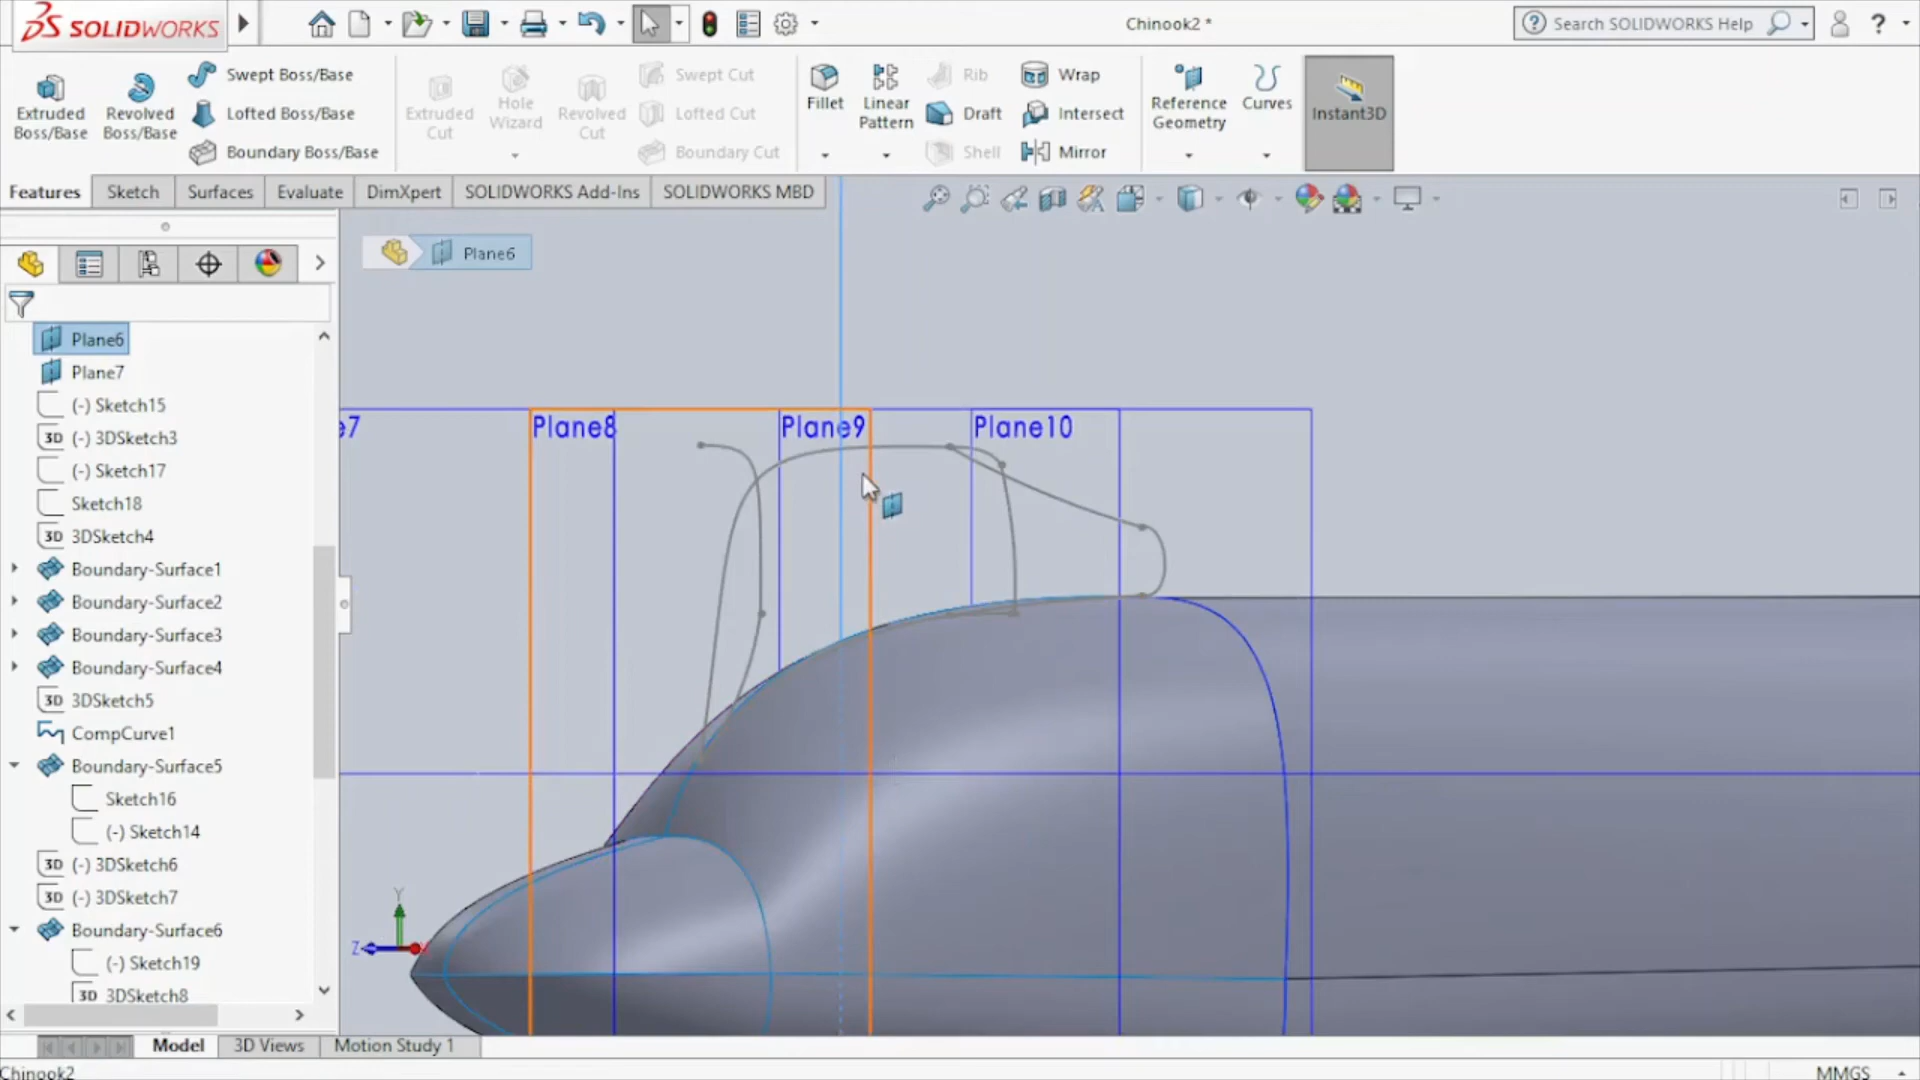 SOLIDWORKS
Chinook2 *
Search SOLIDWORKS Help
?
Extruded Boss/Base
Revolved Boss/Base
Swept Boss/Base
Lofted Boss/Base
Boundary Boss/Base
Extruded Cut
Hole Wizard
Revolved Cut
Swept Cut
Lofted Cut
Boundary Cut
Fillet
Linear Pattern
Rib
Draft
Shell
Wrap
Intersect
Mirror
Reference Geometry
Curves
Instant3D
Features
Sketch
Surfaces
Evaluate
DimXpert
SOLIDWORKS Add-Ins
SOLIDWORKS MBD
Plane6
Plane6
Plane7
(-) Sketch15
3D (-) 3DSketch3
(-) Sketch17
Sketch18
3D 3DSketch4
Boundary-Surface1
Boundary-Surface2
Boundary-Surface3
Boundary-Surface4
3D 3DSketch5
CompCurve1
Boundary-Surface5
Sketch16
(-) Sketch14
3D (-) 3DSketch6
3D (-) 3DSketch7
Boundary-Surface6
(-) Sketch19
3D 3DSketch8
e7
Plane8
Plane9
Plane10
Y
Z
Model
3D Views
Motion Study 1
Chinook2
MMGS